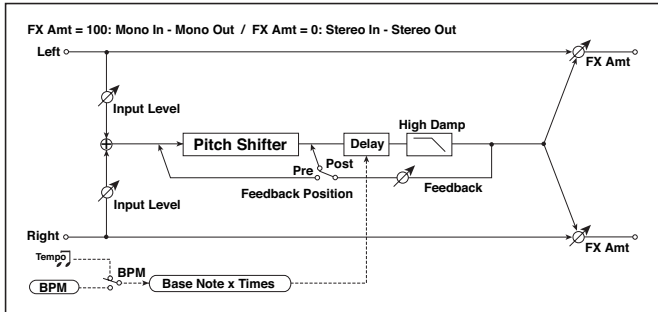 FX Amt = 100: Mono In - Mono Out / FX Amt = 0: Stereo In - Stereo Out
Left
FX Amt
Input Level
High Damp
Pitch Shifter
Delay
Post
Pre
Feedback Position
Feedback
Input Level
Right
FX Amt
Tempo
BPM
BPM
Base Note x Times